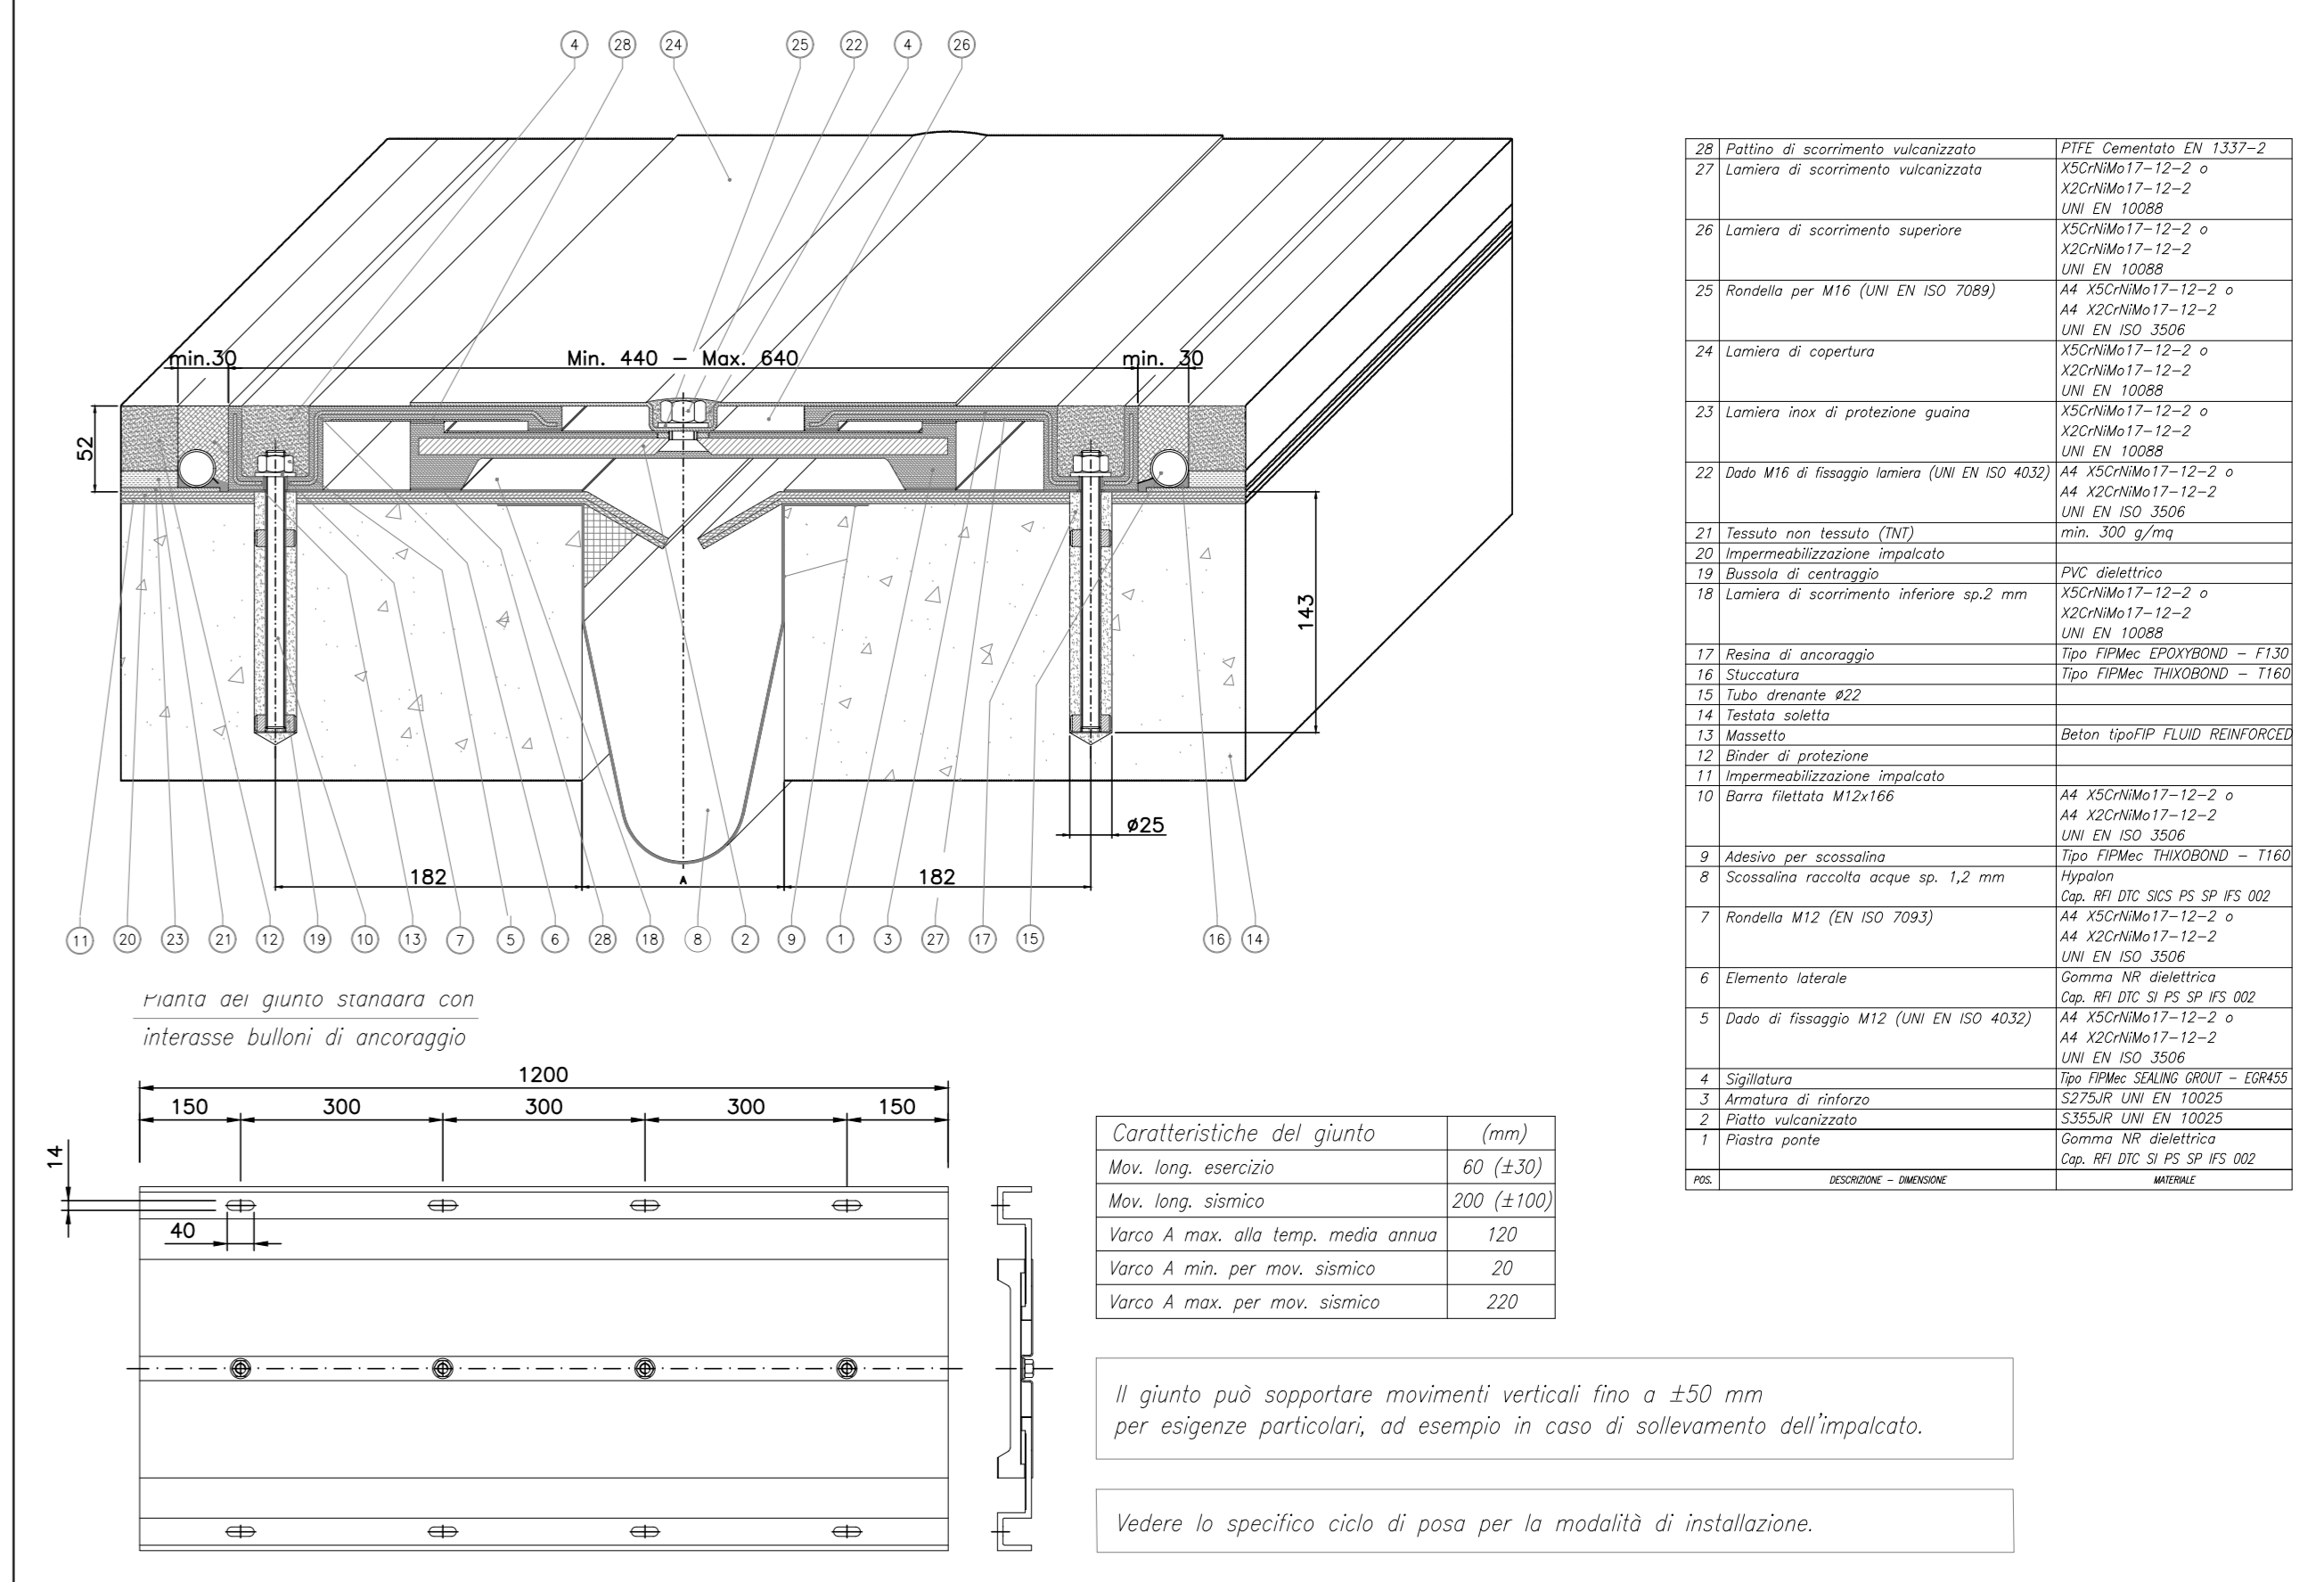 4 28 24 25 22 4 26
min.30 Min. 440 – Max. 640 min. 30
52
143
ø25
182 A 182
11 20 23 21 12 19 10 13 7 5 6 28 18 8 2 9 1 3 27 17 15 16 14
Pianta del giunto standard con
interasse bulloni di ancoraggio
1200
150 300 300 300 150
14
40
Caratteristiche del giunto (mm)
Mov. long. esercizio 60 (±30)
Mov. long. sismico 200 (±100)
Varco A max. alla temp. media annua 120
Varco A min. per mov. sismico 20
Varco A max. per mov. sismico 220
Il giunto può sopportare movimenti verticali fino a ±50 mm
per esigenze particolari, ad esempio in caso di sollevamento dell'impalcato.
Vedere lo specifico ciclo di posa per la modalità di installazione.
28 Pattino di scorrimento vulcanizzato PTFE Cementato EN 1337-2
27 Lamiera di scorrimento vulcanizzata X5CrNiMo17-12-2 o
X2CrNiMo17-12-2
UNI EN 10088
26 Lamiera di scorrimento superiore X5CrNiMo17-12-2 o
X2CrNiMo17-12-2
UNI EN 10088
25 Rondella per M16 (UNI EN ISO 7089) A4 X5CrNiMo17-12-2 o
A4 X2CrNiMo17-12-2
UNI EN ISO 3506
24 Lamiera di copertura X5CrNiMo17-12-2 o
X2CrNiMo17-12-2
UNI EN 10088
23 Lamiera inox di protezione guaina X5CrNiMo17-12-2 o
X2CrNiMo17-12-2
UNI EN 10088
22 Dado M16 di fissaggio lamiera (UNI EN ISO 4032) A4 X5CrNiMo17-12-2 o
A4 X2CrNiMo17-12-2
UNI EN ISO 3506
21 Tessuto non tessuto (TNT) min. 300 g/mq
20 Impermeabilizzazione impalcato
19 Bussola di centraggio PVC dielettrico
18 Lamiera di scorrimento inferiore sp.2 mm X5CrNiMo17-12-2 o
X2CrNiMo17-12-2
UNI EN 10088
17 Resina di ancoraggio Tipo FIPMec EPOXYBOND – F130
16 Stuccatura Tipo FIPMec THIXOBOND – T160
15 Tubo drenante ø22
14 Testata soletta
13 Massetto Beton tipoFIP FLUID REINFORCED
12 Binder di protezione
11 Impermeabilizzazione impalcato
10 Barra filettata M12x166 A4 X5CrNiMo17-12-2 o
A4 X2CrNiMo17-12-2
UNI EN ISO 3506
9 Adesivo per scossalina Tipo FIPMec THIXOBOND – T160
8 Scossalina raccolta acque sp. 1,2 mm Hypalon
Cap. RFI DTC SICS PS SP IFS 002
7 Rondella M12 (EN ISO 7093) A4 X5CrNiMo17-12-2 o
A4 X2CrNiMo17-12-2
UNI EN ISO 3506
6 Elemento laterale Gomma NR dielettrica
Cap. RFI DTC SI PS SP IFS 002
5 Dado di fissaggio M12 (UNI EN ISO 4032) A4 X5CrNiMo17-12-2 o
A4 X2CrNiMo17-12-2
UNI EN ISO 3506
4 Sigillatura Tipo FIPMec SEALING GROUT – EGR455
3 Armatura di rinforzo S275JR UNI EN 10025
2 Piatto vulcanizzato S355JR UNI EN 10025
1 Piastra ponte Gomma NR dielettrica
Cap. RFI DTC SI PS SP IFS 002
POS. DESCRIZIONE – DIMENSIONE MATERIALE